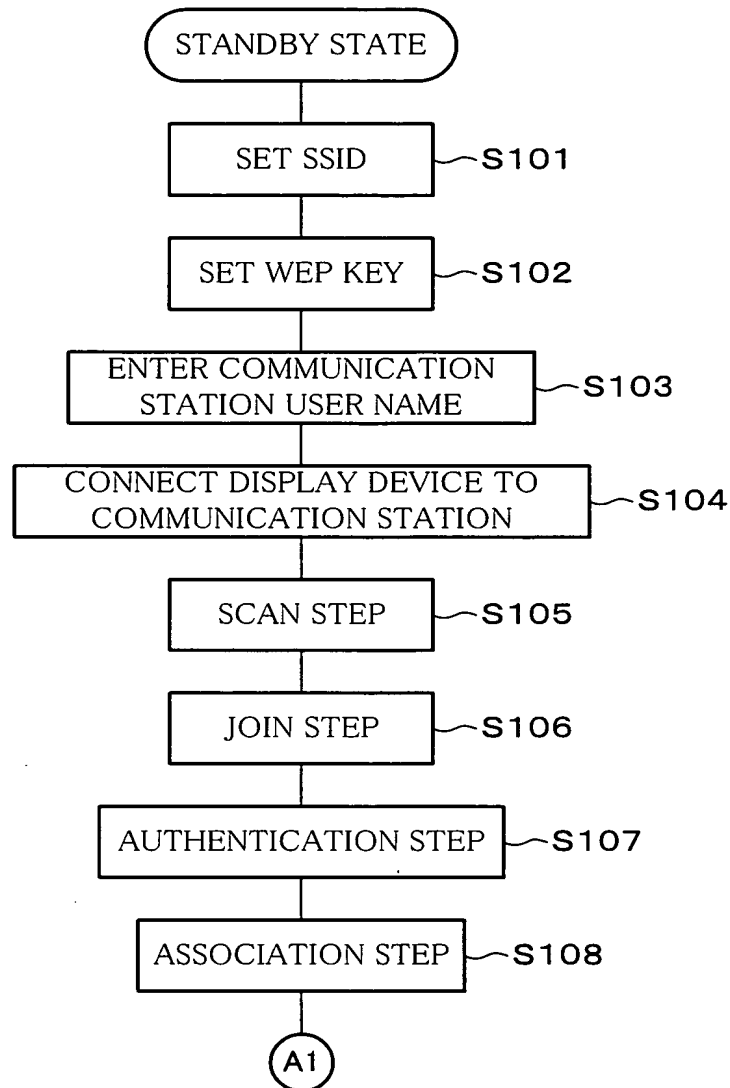 STANDBY STATE
SET SSID
S101
SET WEP KEY
S102
ENTER COMMUNICATION
STATION USER NAME
S103
CONNECT DISPLAY DEVICE TO
COMMUNICATION STATION
S104
SCAN STEP
S105
JOIN STEP
S106
AUTHENTICATION STEP
S107
ASSOCIATION STEP
S108
A1